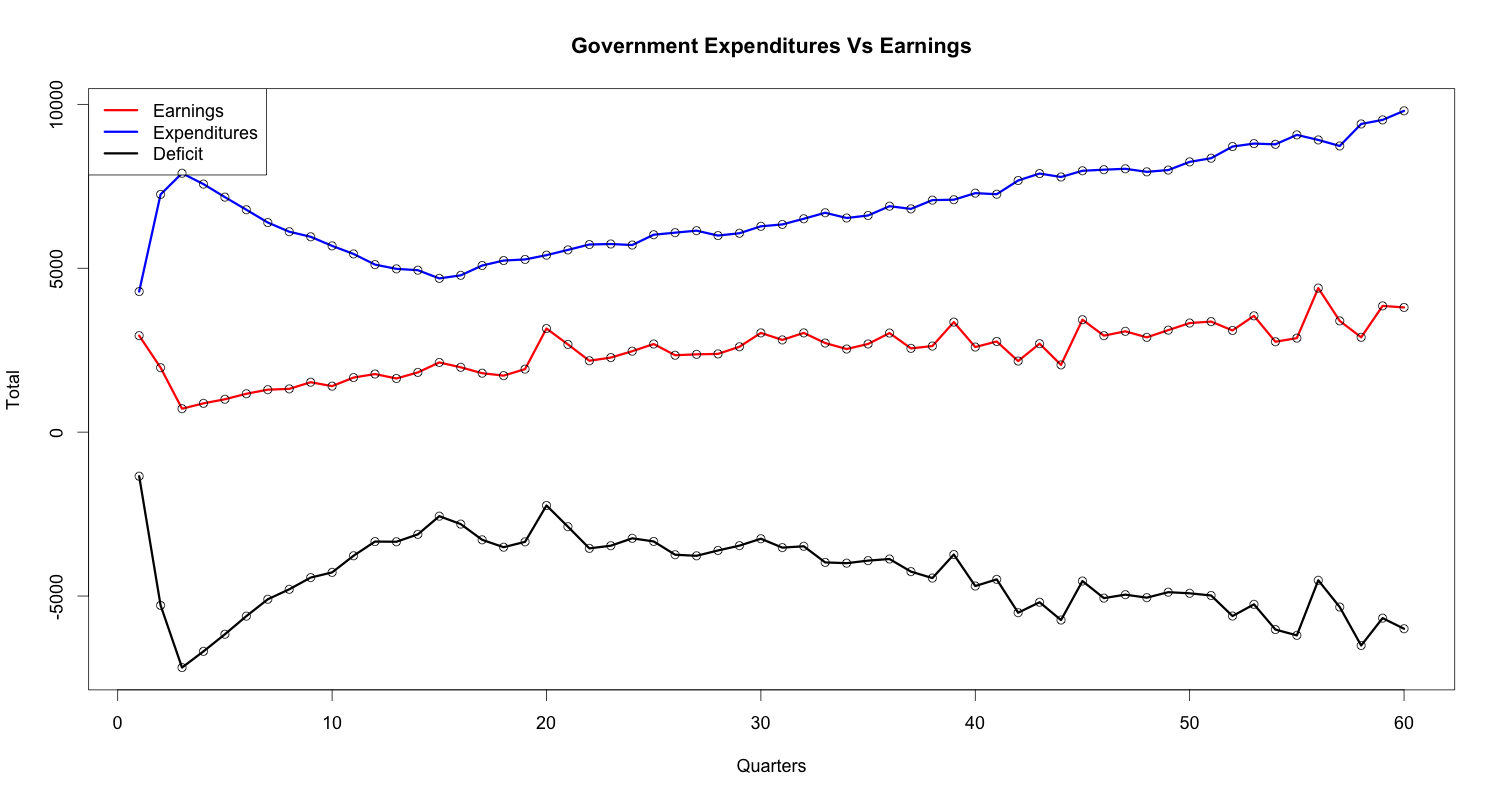 Government Expenditures Vs Earnings
Earnings
Expenditures
Deficit
10000
5000
0
-5000
Total
0 10 20 30 40 50 60
Quarters